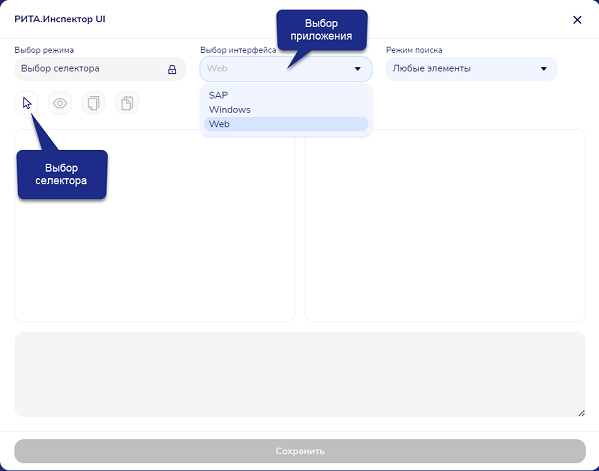 РИТА.Инспектор UI
Выбор
приложения
Выбор режима
Выбор интерфейса
Режим поиска
Выбор селектора
Web
Любые элементы
SAP
Windows
Web
Выбор
селектора
Сохранить